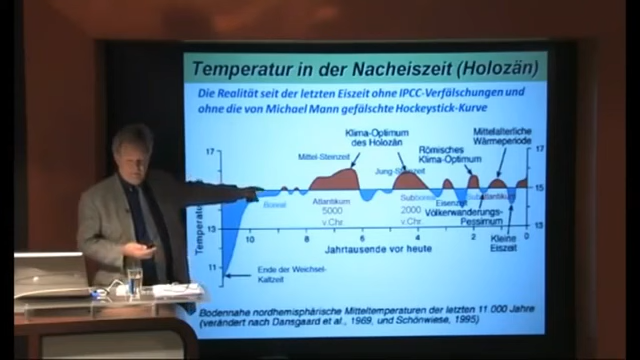 Temperatur in der Nacheiszeit (Holozän)
Die Realität seit der letzten Eiszeit ohne IPCC-Verfälschungen und
ohne die von Michael Mann gefälschte Hockeystick-Kurve
Klima-Optimum
des Holozän
Mittelalterliche
Wärmeperiode
Römisches
Klima-Optimum
17
17
Mittel-Steinzeit
Jung-Steinzeit
15
Boreal
Atlantikum
5000
v.Chr.
Subboreal
2000
v.Chr.
Eisenzeit
Subatlantikum
Völkerwanderungs-
Pessimum
Kleine
Eiszeit
13
13
11
10
8
6
4
2
0
Jahrtausende vor heute
Ende der Weichsel-
Kaltzeit
Bodennahe nordhemisphärische Mitteltemperaturen der letzten 11 000 Jahre
(verändert nach Dansgaard et al., 1969, und Schönwiese, 1995)